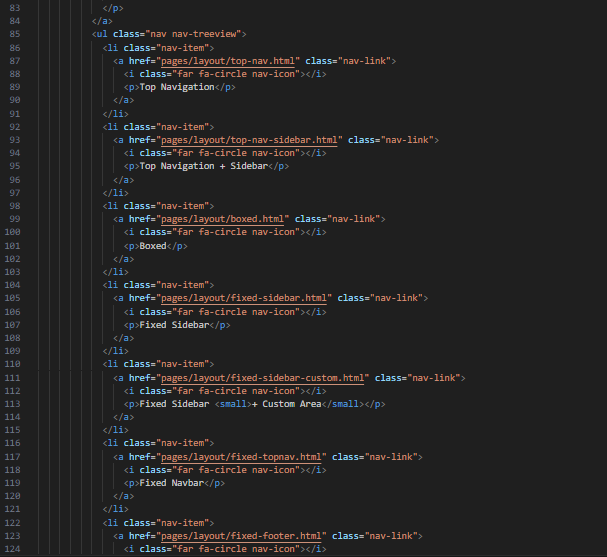 83 </p>
84 </a>
85 <ul class="nav nav-treeview">
86 <li class="nav-item">
87 <a href="pages/layout/top-nav.html" class="nav-link">
88 <i class="far fa-circle nav-icon"></i>
89 <p>Top Navigation</p>
90 </a>
91 </li>
92 <li class="nav-item">
93 <a href="pages/layout/top-nav-sidebar.html" class="nav-link">
94 <i class="far fa-circle nav-icon"></i>
95 <p>Top Navigation + Sidebar</p>
96 </a>
97 </li>
98 <li class="nav-item">
99 <a href="pages/layout/boxed.html" class="nav-link">
100 <i class="far fa-circle nav-icon"></i>
101 <p>Boxed</p>
102 </a>
103 </li>
104 <li class="nav-item">
105 <a href="pages/layout/fixed-sidebar.html" class="nav-link">
106 <i class="far fa-circle nav-icon"></i>
107 <p>Fixed Sidebar</p>
108 </a>
109 </li>
110 <li class="nav-item">
111 <a href="pages/layout/fixed-sidebar-custom.html" class="nav-link">
112 <i class="far fa-circle nav-icon"></i>
113 <p>Fixed Sidebar <small>+ Custom Area</small></p>
114 </a>
115 </li>
116 <li class="nav-item">
117 <a href="pages/layout/fixed-topnav.html" class="nav-link">
118 <i class="far fa-circle nav-icon"></i>
119 <p>Fixed Navbar</p>
120 </a>
121 </li>
122 <li class="nav-item">
123 <a href="pages/layout/fixed-footer.html" class="nav-link">
124 <i class="far fa-circle nav-icon"></i>